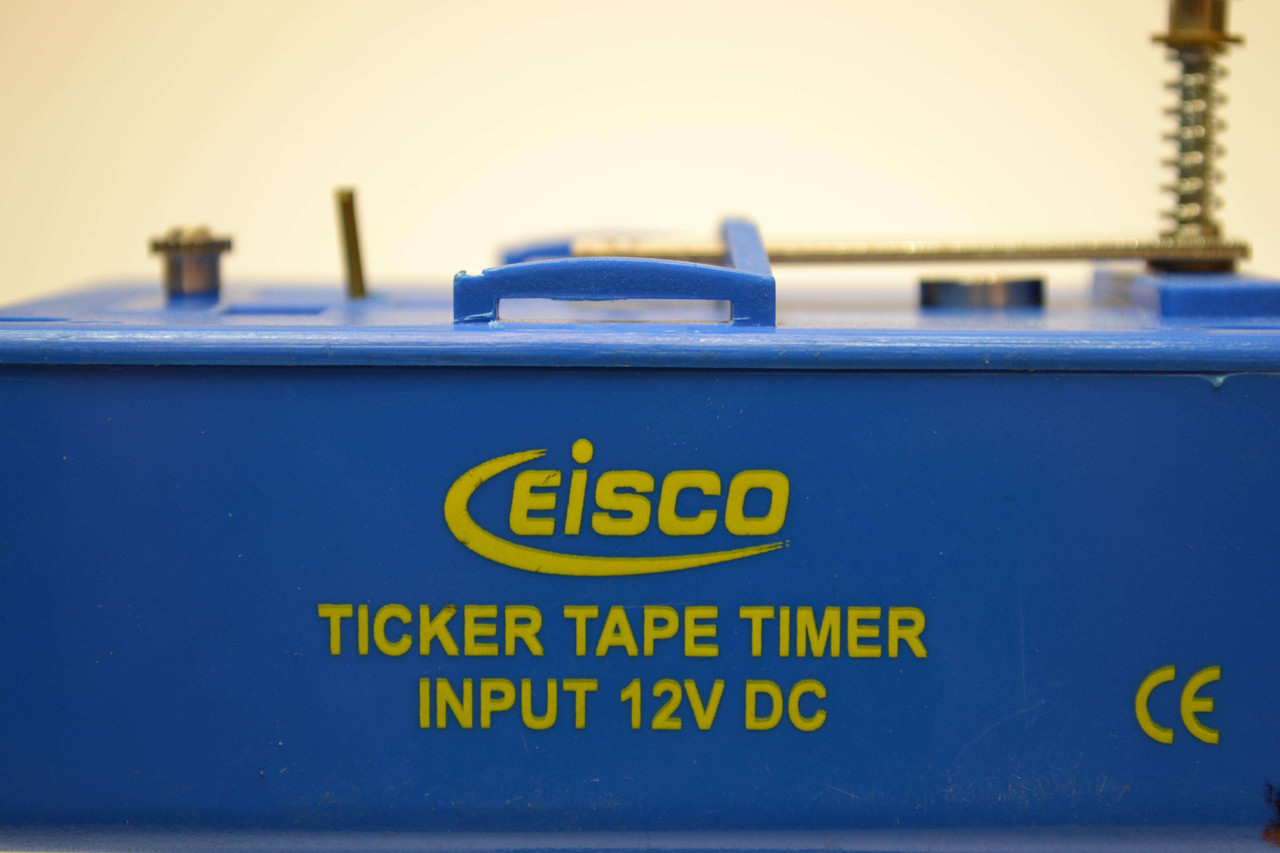 EISCO
TICKER TAPE TIMER
INPUT 12V DC
CE